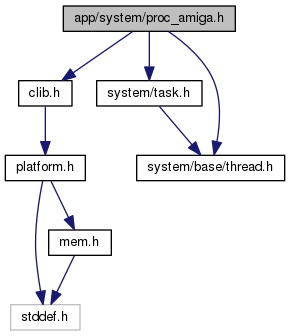 app/system/proc_amiga.h
clib.h
system/task.h
platform.h
system/base/thread.h
mem.h
stddef.h